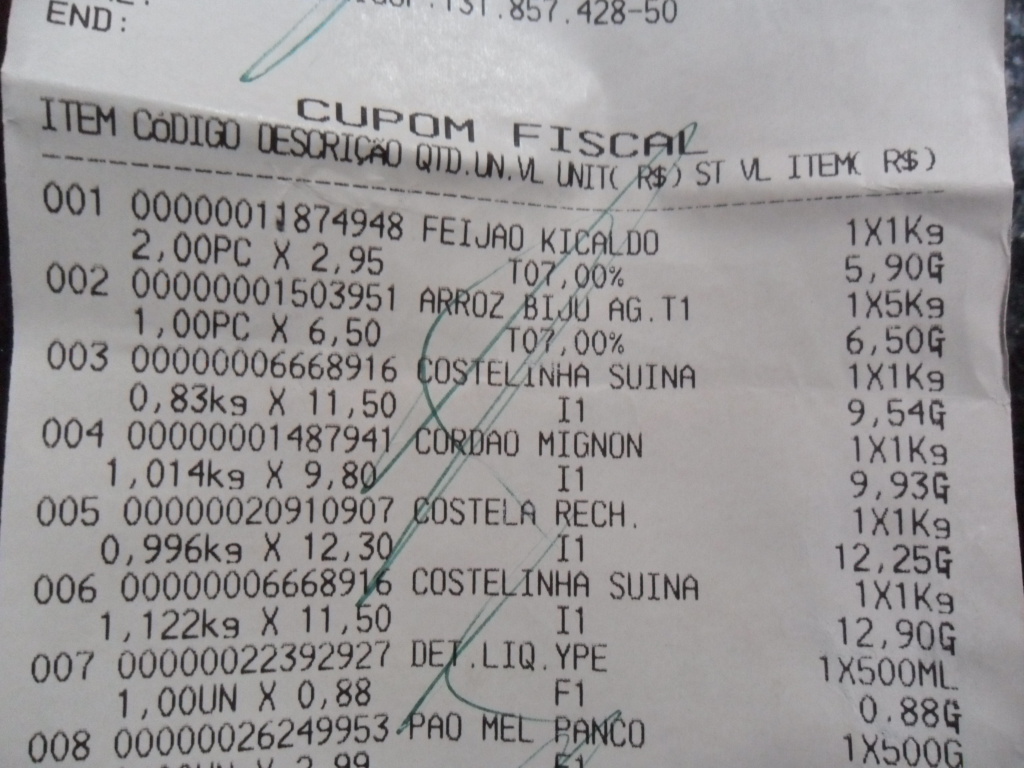 .131.857.428-50
END:
CUPOM FISCAL
ITEM CÓDIGO DESCRIÇÃO QTD.UN.VL UNIT( R$) ST VL ITEM( R$)
001 00000011874948 FEIJAO KICALDO 1X1Kg
2,00PC X 2,95 T07,00% 5,90G
002 00000001503951 ARROZ BIJU AG.T1 1X5Kg
1,00PC X 6,50 T07,00% 6,50G
003 00000006668916 COSTELINHA SUINA 1X1Kg
0,83kg X 11,50 I1 9,54G
004 00000001487941 CORDAO MIGNON 1X1Kg
1,014kg X 9,80 I1 9,93G
005 00000020910907 COSTELA RECH. 1X1Kg
0,996kg X 12,30 I1 12,25G
006 00000006668916 COSTELINHA SUINA 1X1Kg
1,122kg X 11,50 I1 12,90G
007 00000022392927 DET.LIQ.YPE 1X500ML
1,00UN X 0,88 F1 0.88G
008 00000026249953 PAO MEL PANCO 1X500G
X 2,99 F1